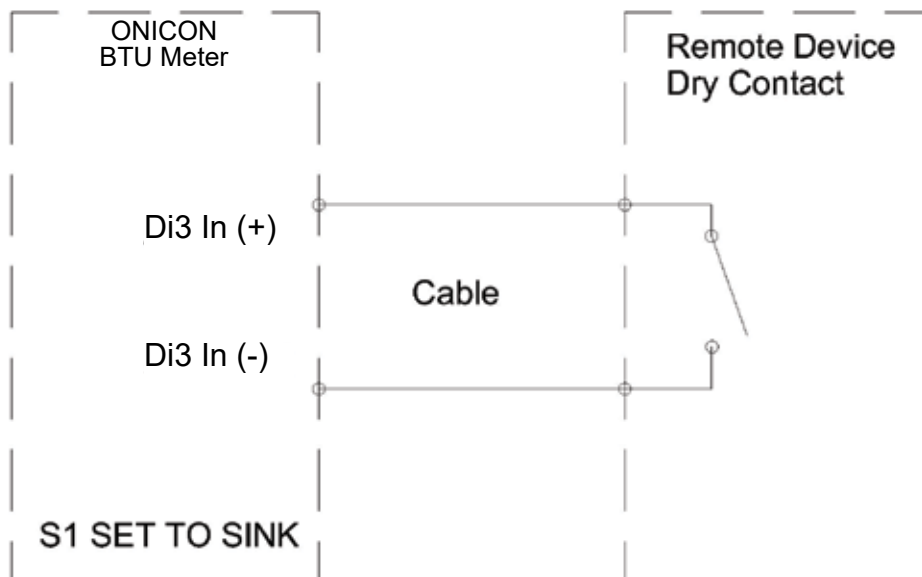 ONICON
BTU Meter
Remote Device
Dry Contact
Di3 In (+)
Cable
Di3 In (-)
S1 SET TO SINK